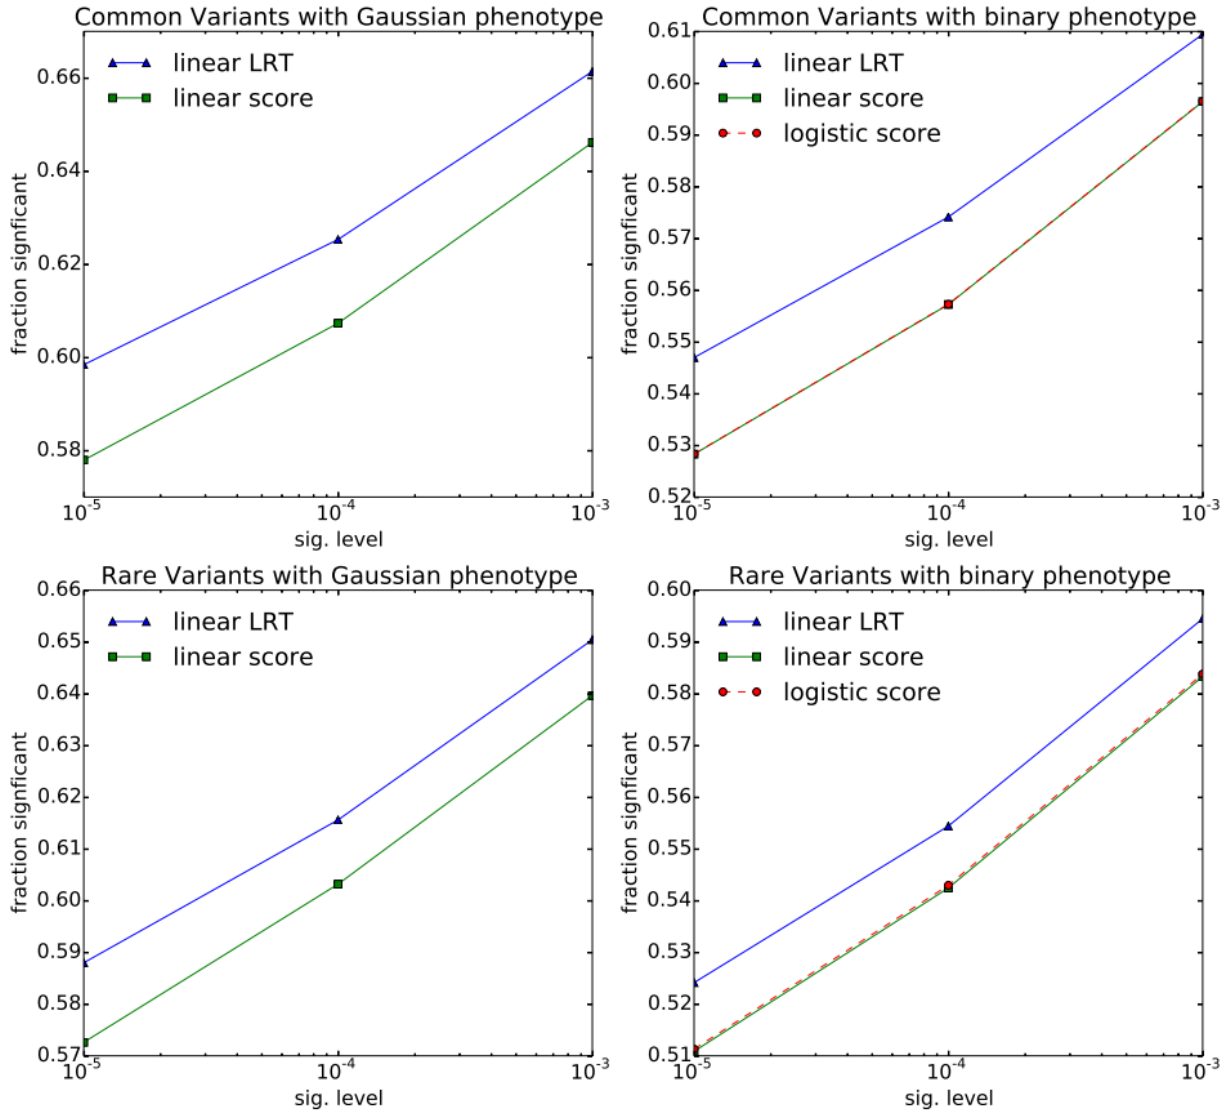 Common Variants with Gaussian phenotype
linear LRT
linear score
fraction signficant
0.66
0.64
0.62
0.60
0.58
10^-5
10^-4
10^-3
sig. level
Common Variants with binary phenotype
linear LRT
linear score
logistic score
fraction signficant
0.61
0.60
0.59
0.58
0.57
0.56
0.55
0.54
0.53
0.52
10^-5
10^-4
10^-3
sig. level
Rare Variants with Gaussian phenotype
linear LRT
linear score
fraction signficant
0.66
0.65
0.64
0.63
0.62
0.61
0.60
0.59
0.58
0.57
10^-5
10^-4
10^-3
sig. level
Rare Variants with binary phenotype
linear LRT
linear score
logistic score
fraction signficant
0.60
0.59
0.58
0.57
0.56
0.55
0.54
0.53
0.52
0.51
10^-5
10^-4
10^-3
sig. level